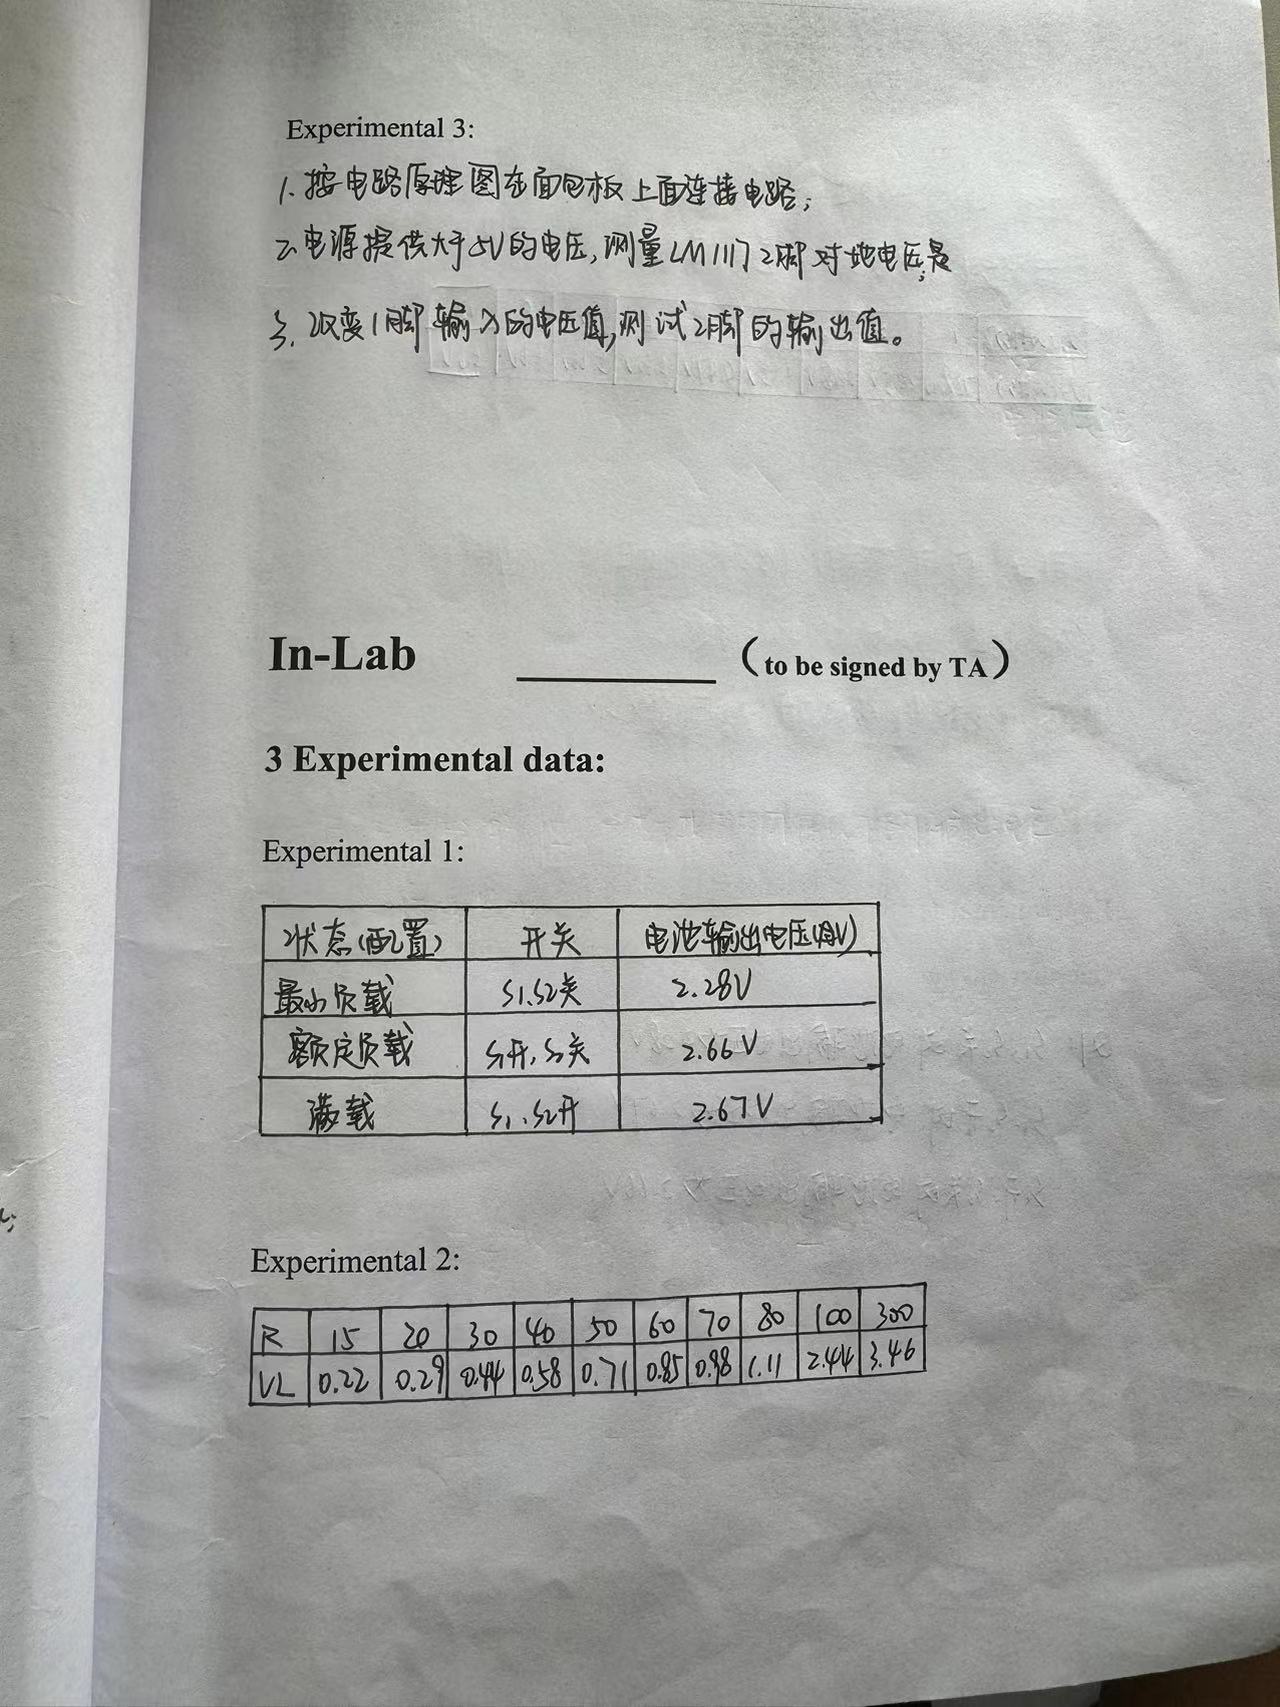 Experimental 3:
1. 按电路原理图在面包板上面连接电路;
2. 电源提供大于5V的电压,测量LM1117 2脚对地电压;是
3. 改变1脚输入的电压值,测试2脚的输出值。
In-Lab ________ (to be signed by TA)
3 Experimental data:
Experimental 1:
状态(配置) 开关 电池输出电压
最小负载 S1.S2关 2.28V
额定负载 S1开,S2关 2.66V
满载 S1.S2开 2.67V
Experimental 2:
R 15 20 30 40 50 60 70 80 100 300
VL 0.22 0.29 0.44 0.58 0.71 0.85 0.98 1.11 2.44 3.46